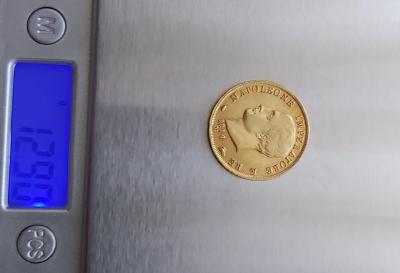 M
12.90
PCS
NAPOLEONE IMPERATORE E RE